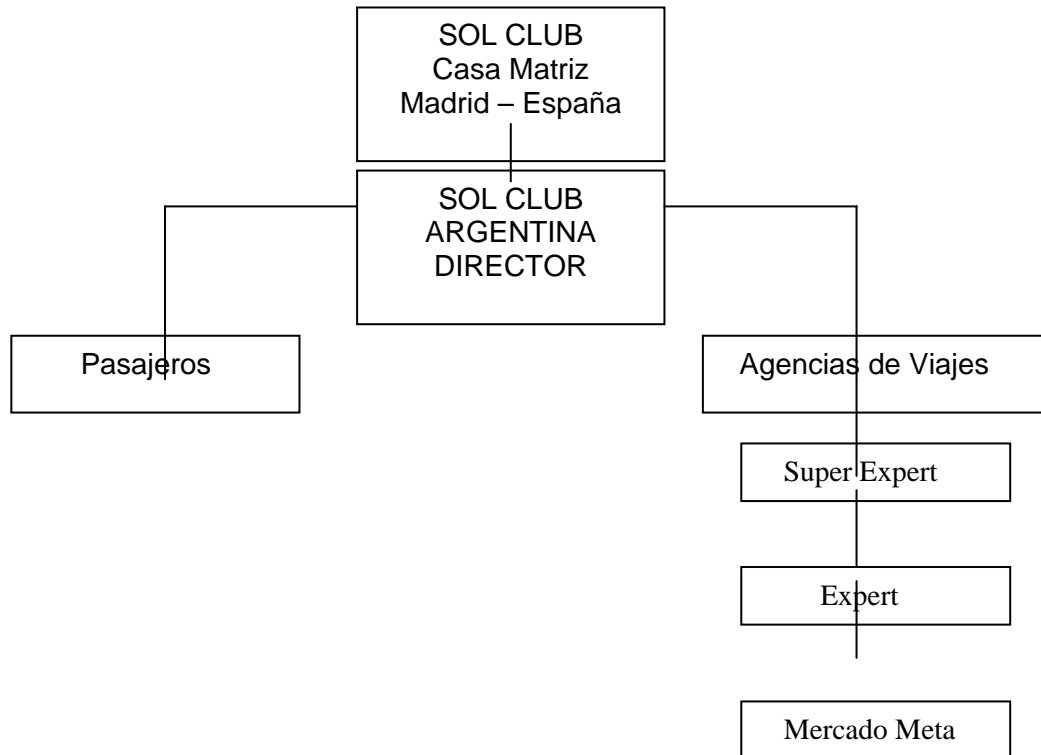 SOL CLUB
Casa Matriz
Madrid – España
SOL CLUB
ARGENTINA
DIRECTOR
Pasajeros
Agencias de Viajes
Super Expert
Expert
Mercado Meta